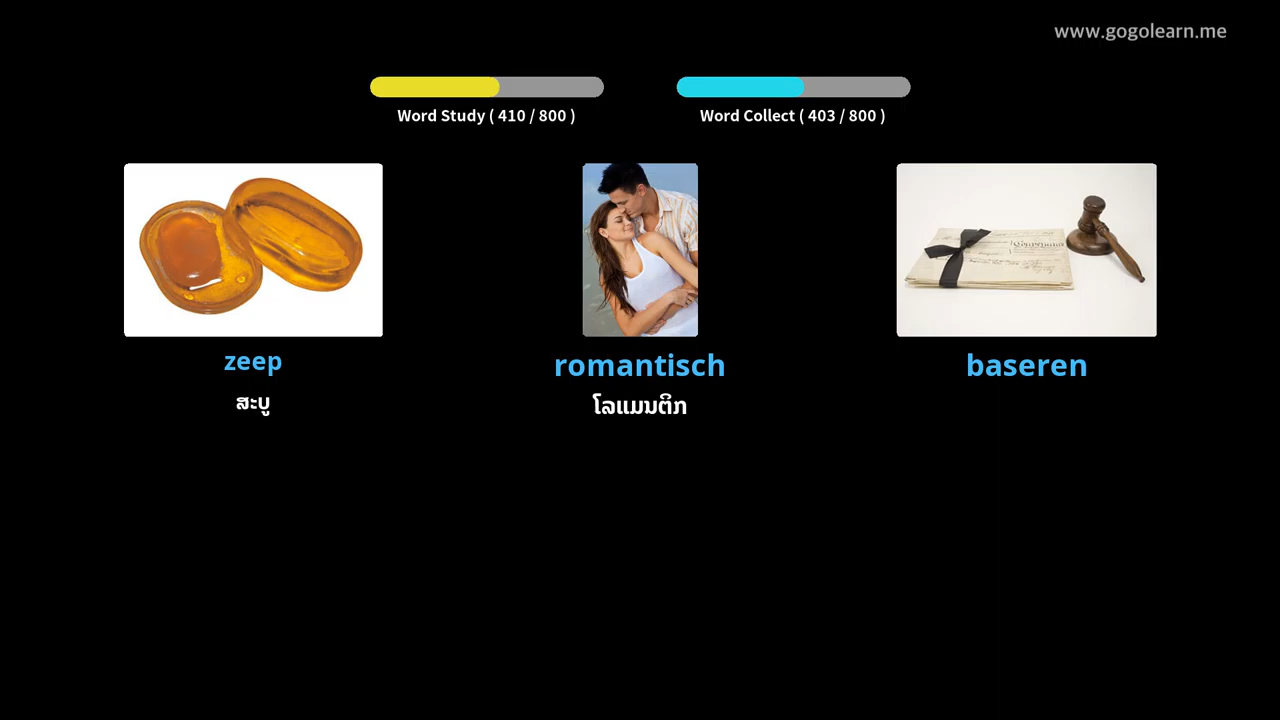 www.gogolearn.me
Word Study ( 410 / 800 )
Word Collect ( 403 / 800 )
zeep
romantisch
baseren
ສະບູ
ໂລແມນຕິກ